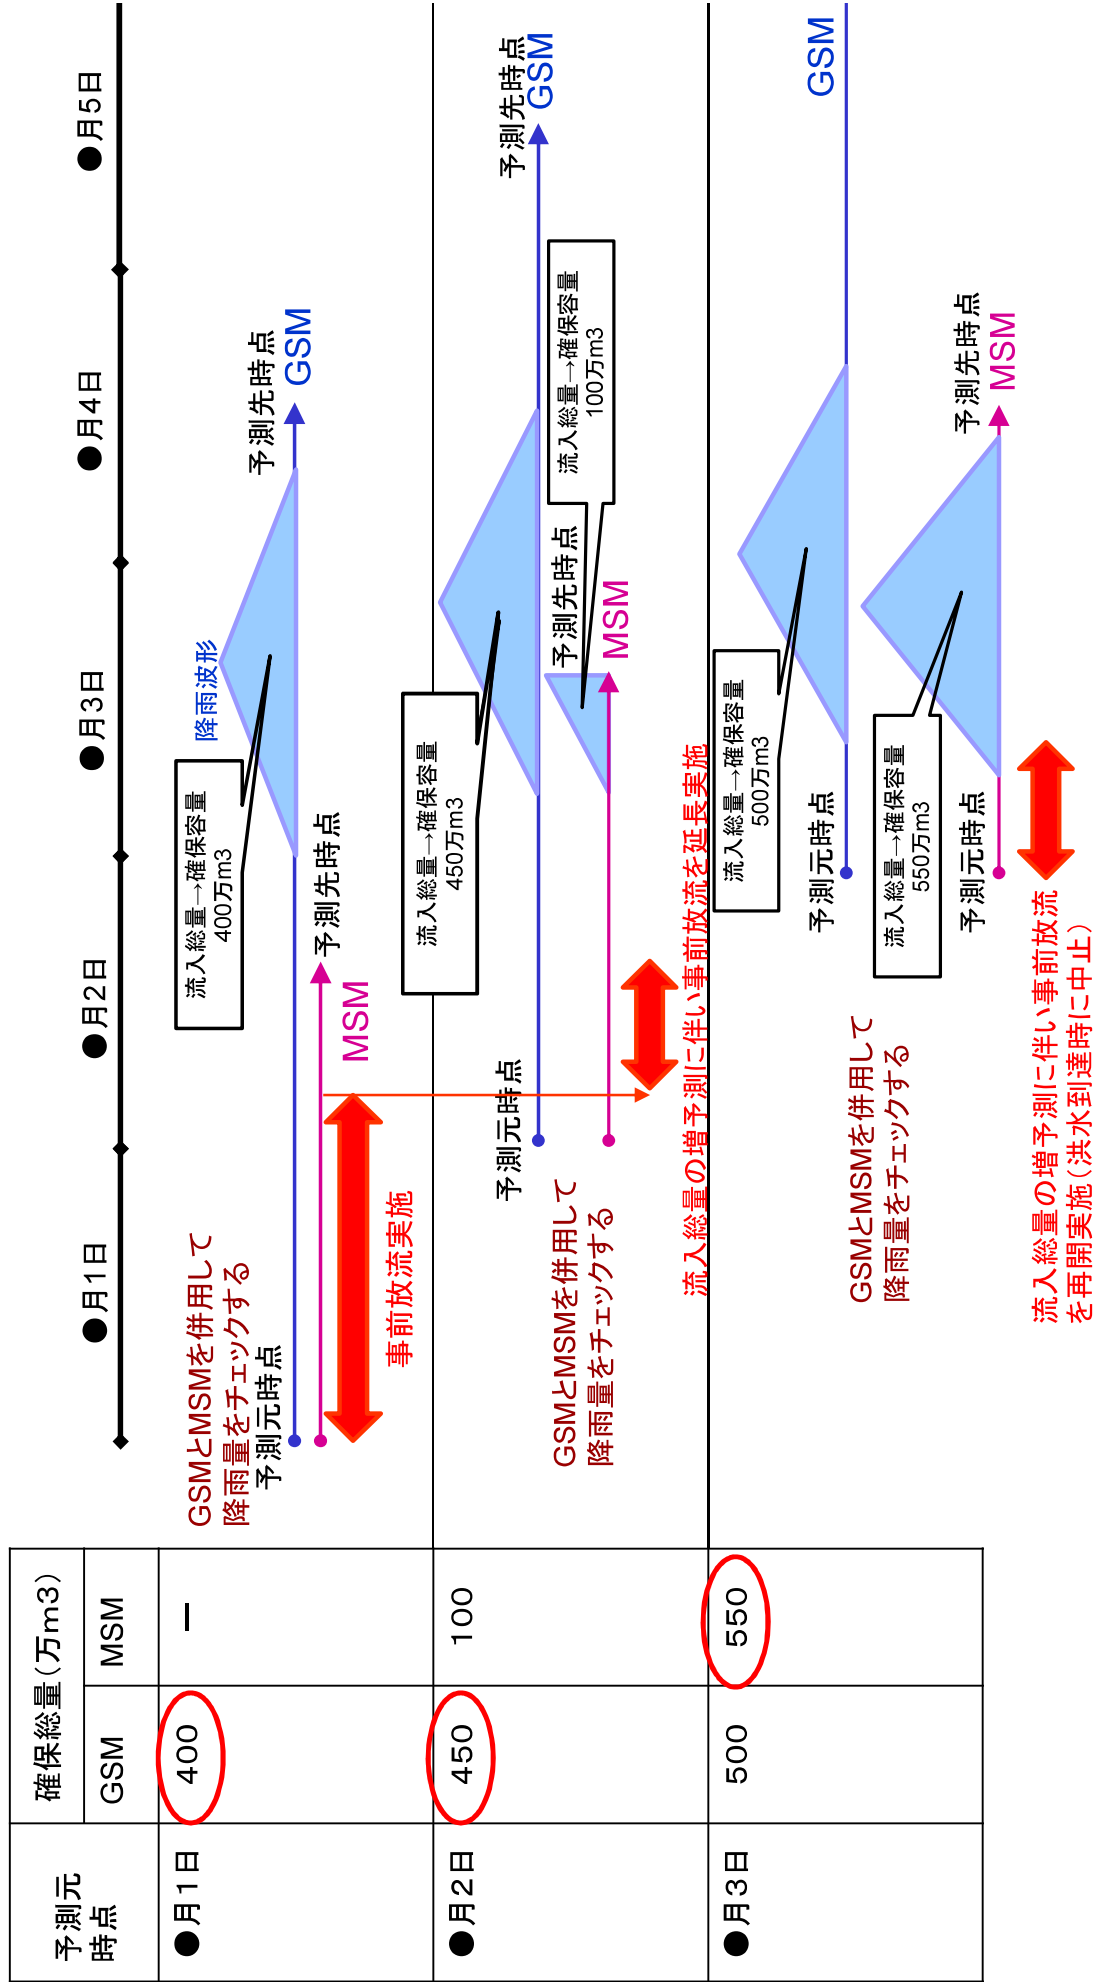 予測元
時点
確保総量（万m3）
GSM
MSM
●月1日
●月2日
●月3日
●月4日
●月5日
●月1日
400
ー
GSMとMSMを併用して
降雨量をチェックする
予測元時点
流入総量→確保容量
400万m3
降雨波形
予測先時点
GSM
予測先時点
MSM
事前放流実施
●月2日
450
100
予測元時点
流入総量→確保容量
450万m3
予測先時点
GSM
流入総量→確保容量
100万m3
予測先時点
MSM
GSMとMSMを併用して
降雨量をチェックする
流入総量の増予測に伴い事前放流を延長実施
●月3日
500
550
流入総量→確保容量
500万m3
予測元時点
GSM
GSMとMSMを併用して
降雨量をチェックする
流入総量→確保容量
550万m3
予測元時点
予測先時点
MSM
流入総量の増予測に伴い事前放流
を再開実施（洪水到達時に中止）